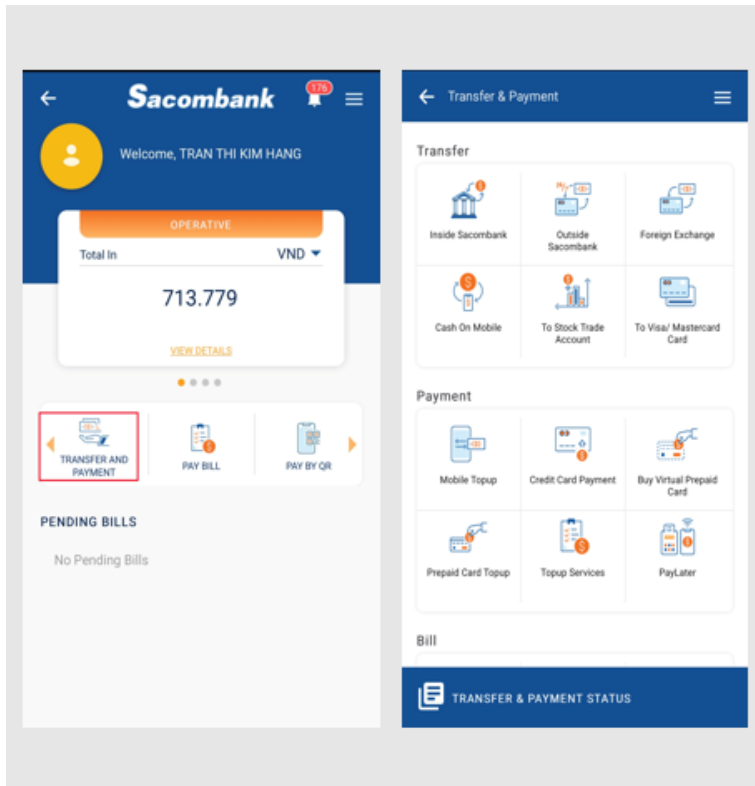 Sacombank
176
Welcome, TRAN THI KIM HANG
OPERATIVE
Total In VND
713.779
VIEW DETAILS
TRANSFER AND
PAYMENT
PAY BILL
PAY BY QR
PENDING BILLS
No Pending Bills
Transfer & Payment
Transfer
Inside Sacombank
Outside
Sacombank
Foreign Exchange
Cash On Mobile
To Stock Trade
Account
To Visa/ Mastercard
Card
Payment
Mobile Topup
Credit Card Payment
Buy Virtual Prepaid
Card
Prepaid Card Topup
Topup Services
PayLater
Bill
TRANSFER & PAYMENT STATUS